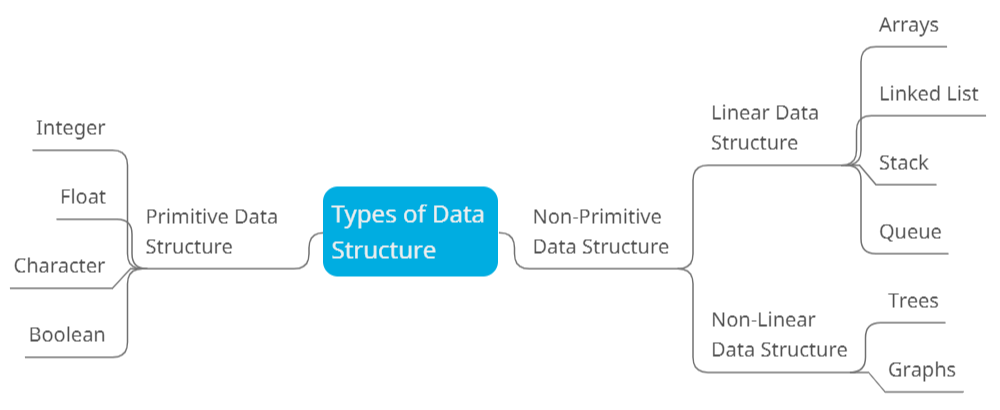 Types of Data
Structure
Primitive Data
Structure
Integer
Float
Character
Boolean
Non-Primitive
Data Structure
Linear Data
Structure
Arrays
Linked List
Stack
Queue
Non-Linear
Data Structure
Trees
Graphs